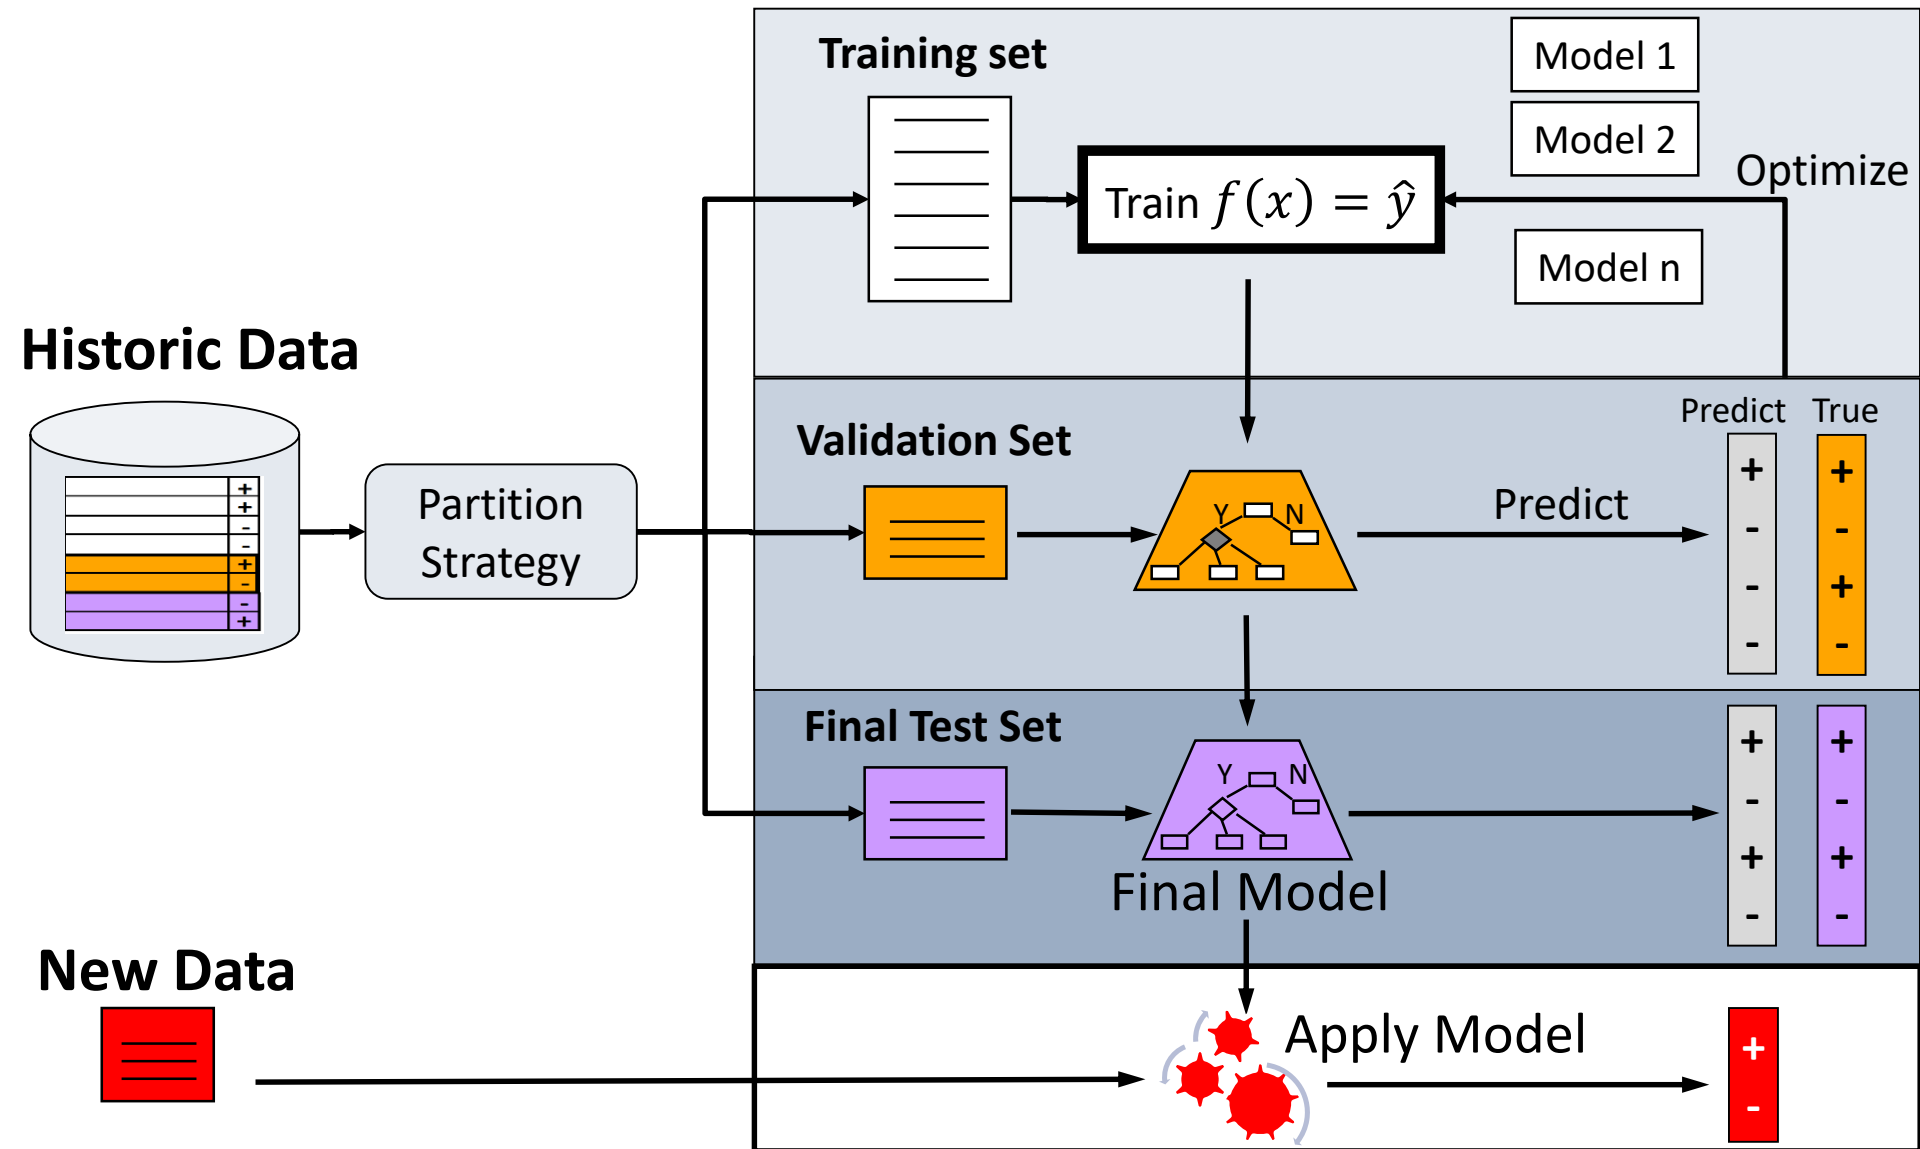 Training set
Model 1
Model 2
Optimize
Train f(x) = ŷ
Model n
Historic Data
+
+
-
-
+
-
-
+
Partition
Strategy
Validation Set
Predict True
Y N
Predict
+ +
- -
- +
- -
Final Test Set
Y N
+ +
- -
+ +
- -
Final Model
New Data
Apply Model
+
-